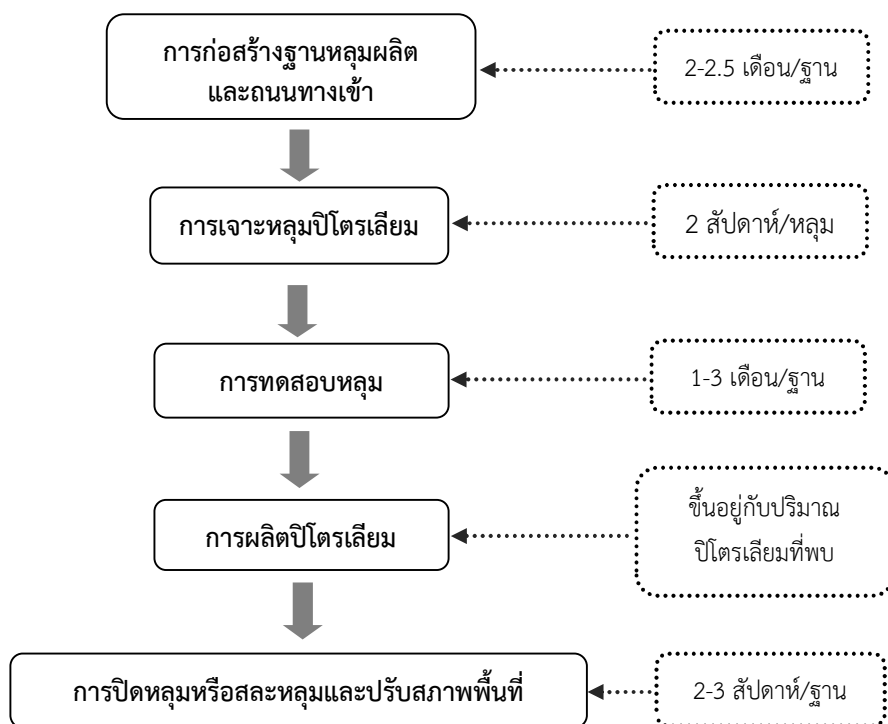 การก่อสร้างฐานหลุมผลิต
และถนนทางเข้า
2-2.5 เดือน/ฐาน
การเจาะหลุมปิโตรเลียม
2 สัปดาห์/หลุม
การทดสอบหลุม
1-3 เดือน/ฐาน
การผลิตปิโตรเลียม
ขึ้นอยู่กับปริมาณ
ปิโตรเลียมที่พบ
การปิดหลุมหรือสละหลุมและปรับสภาพพื้นที่
2-3 สัปดาห์/ฐาน